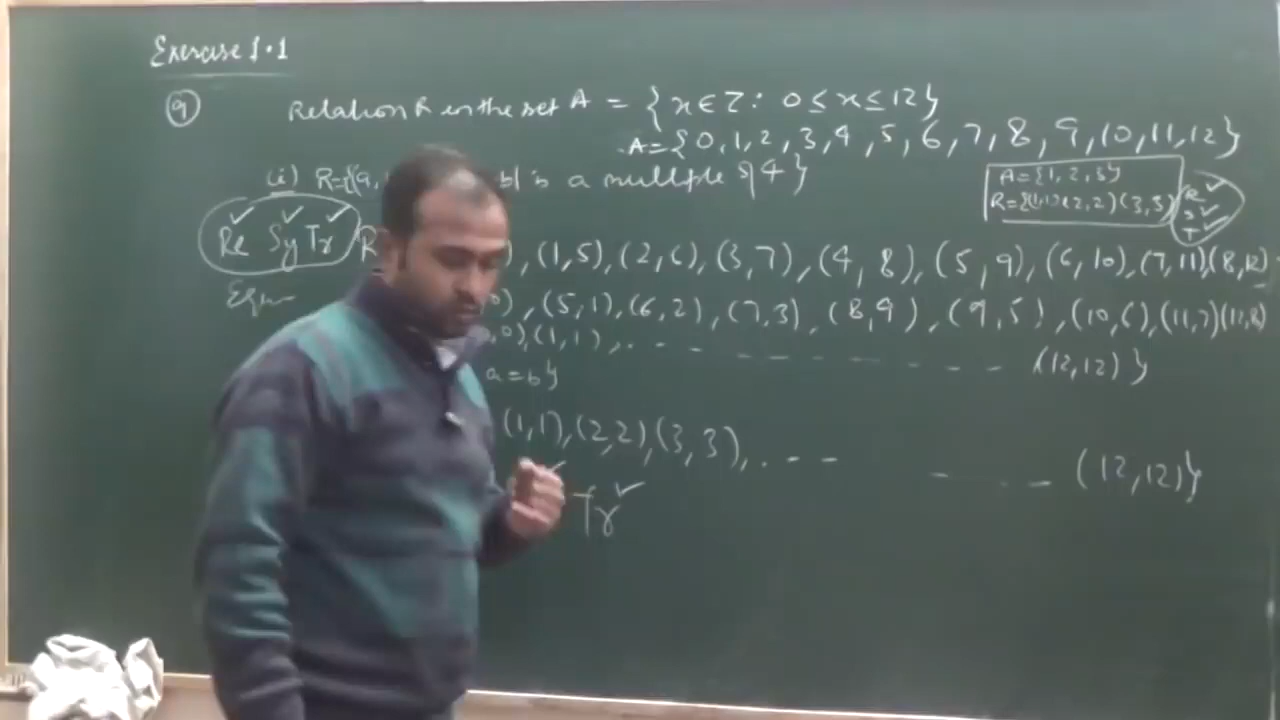 Exercise 1.1
(9) Relation R in the set A = {x∈Z: 0≤x≤12}
A={0,1,2,3,4,5,6,7,8,9,10,11,12}
(i) R={(a, b| is a multiple of 4}
A={1,2,3}
R={(1,1)(2,2)(3,3)
R✓
S✓
T✓
Re✓ Sy✓ Tr✓ R ),(1,5),(2,6),(3,7),(4,8),(5,9),(6,10),(7,11)(8,12)
0),(5,1),(6,2),(7,3),(8,4),(9,5),(10,6),(11,7)(12,8)
,0),(1,1),.-------------(12,12)}
a=b}
(1,1),(2,2),(3,3),.-- ----(12,12)}
Tr✓